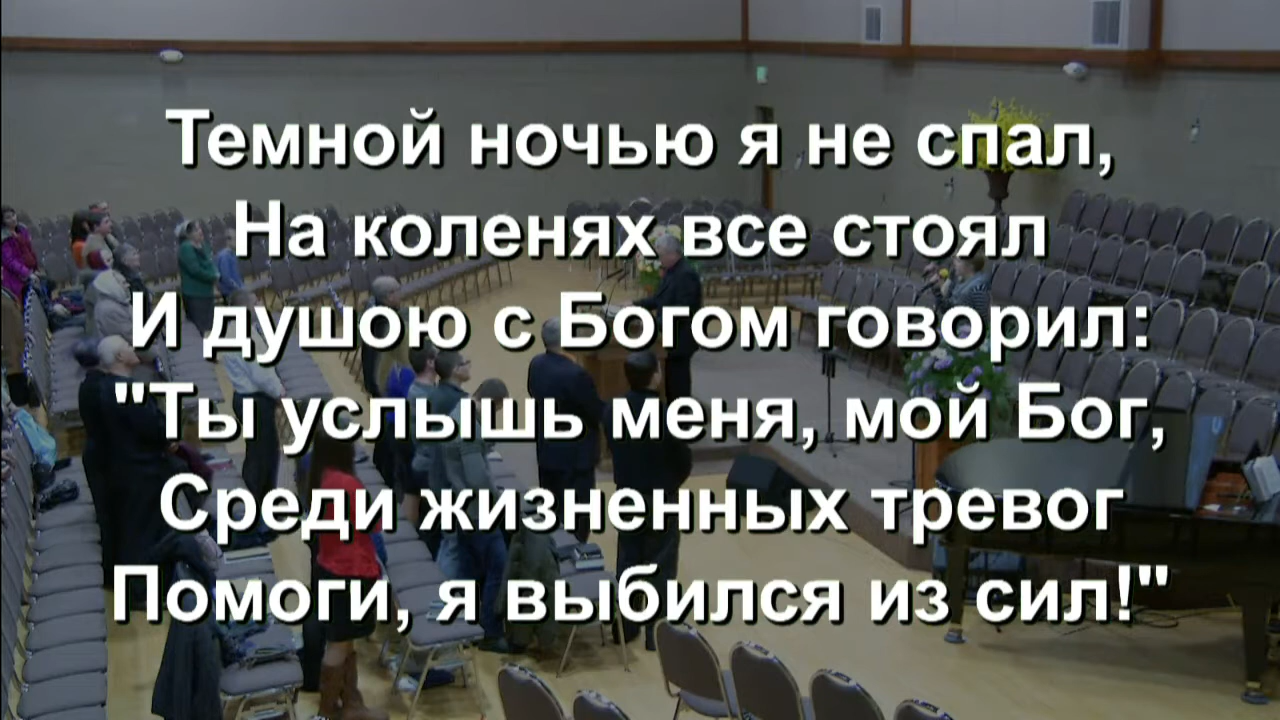 Темной ночью я не спал,
На коленях все стоял
И душою с Богом говорил:
"Ты услышь меня, мой Бог,
Среди жизненных тревог
Помоги, я выбился из сил!"